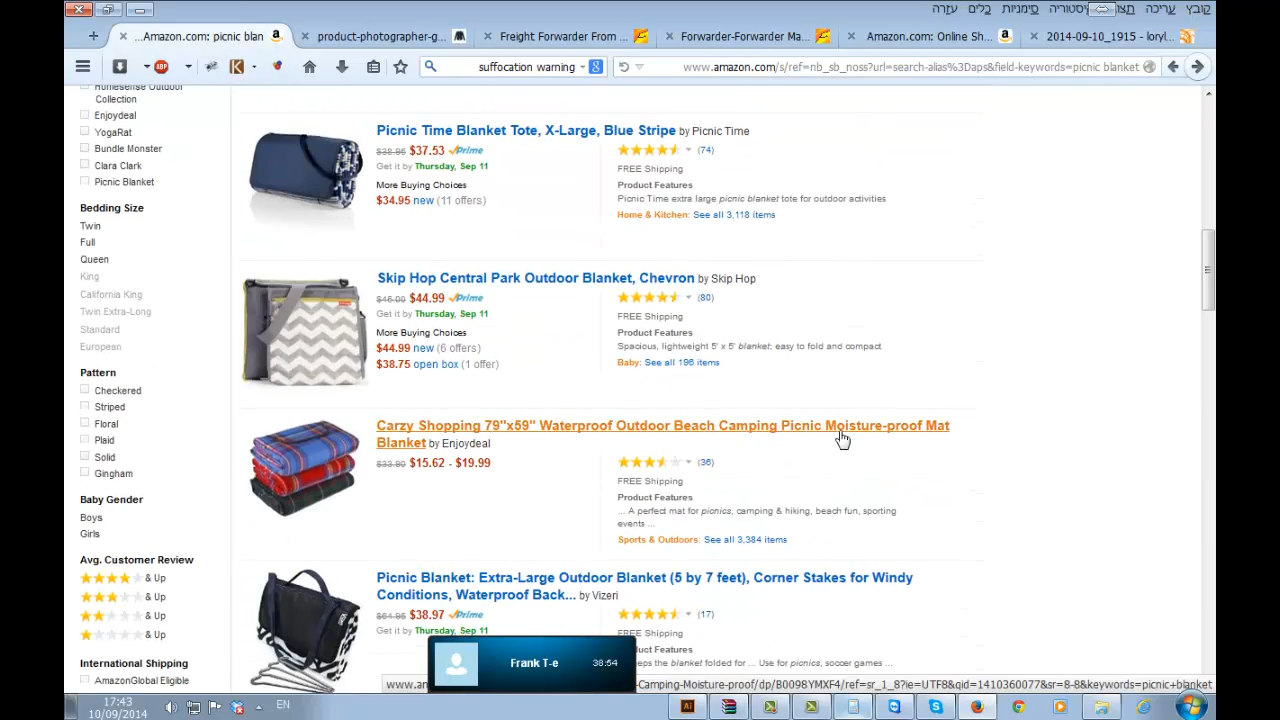 קובץ עריכה תצו יסטוריה סימניות כלים עזרה
...Amazon.com: picnic blan
product-photographer-g...
Freight Forwarder From ...
Forwarder-Forwarder Ma...
Amazon.com: Online Sh...
2014-09-10_1915 - loryl...
suffocation warning
www.amazon.com/s/ref=nb_sb_noss?url=search-alias%3Daps&field-keywords=picnic blanket
Homesense Outdoor
Collection
Enjoydeal
YogaRat
Bundle Monster
Clara Clark
Picnic Blanket
Bedding Size
Twin
Full
Queen
King
California King
Twin Extra-Long
Standard
European
Pattern
Checkered
Striped
Floral
Plaid
Solid
Gingham
Baby Gender
Boys
Girls
Avg. Customer Review
& Up
& Up
& Up
& Up
International Shipping
AmazonGlobal Eligible
Picnic Time Blanket Tote, X-Large, Blue Stripe by Picnic Time
$38.95 $37.53 Prime
Get it by Thursday, Sep 11
More Buying Choices
$34.95 new (11 offers)
(74)
FREE Shipping
Product Features
Picnic Time extra large picnic blanket tote for outdoor activities
Home & Kitchen: See all 3,118 items
Skip Hop Central Park Outdoor Blanket, Chevron by Skip Hop
$45.00 $44.99 Prime
Get it by Thursday, Sep 11
More Buying Choices
$44.99 new (6 offers)
$38.75 open box (1 offer)
(80)
FREE Shipping
Product Features
Spacious, lightweight 5' x 5' blanket; easy to fold and compact
Baby: See all 196 items
Carzy Shopping 79"x59" Waterproof Outdoor Beach Camping Picnic Moisture-proof Mat
Blanket by Enjoydeal
$33.90 $15.62 - $19.99
(36)
FREE Shipping
Product Features
... A perfect mat for picnics, camping & hiking, beach fun, sporting
events ...
Sports & Outdoors: See all 3,384 items
Picnic Blanket: Extra-Large Outdoor Blanket (5 by 7 feet), Corner Stakes for Windy
Conditions, Waterproof Back... by Vizeri
$64.95 $38.97 Prime
Get it by Thursday, Sep 11
(17)
FREE Shipping
duct Features
eps the blanket folded for ... Use for picnics, soccer games ...
Frank T-e 38:54
www.am
-Camping-Moisture-proof/dp/B0098YMXF4/ref=sr_1_8?ie=UTF8&qid=1410360077&sr=8-8&keywords=picnic+blanket
17:43
10/09/2014
EN